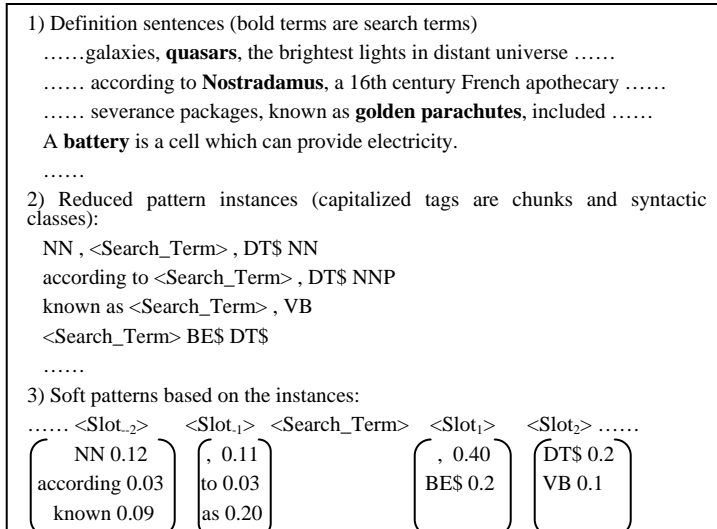 1) Definition sentences (bold terms are search terms)
……galaxies, quasars, the brightest lights in distant universe ……
…… according to Nostradamus, a 16th century French apothecary ……
…… severance packages, known as golden parachutes, included ……
A battery is a cell which can provide electricity.
……
2) Reduced pattern instances (capitalized tags are chunks and syntactic
classes):
NN , <Search_Term> , DT$ NN
according to <Search_Term> , DT$ NNP
known as <Search_Term> , VB
<Search_Term> BE$ DT$
……
3) Soft patterns based on the instances:
…… <Slot--2> <Slot-1> <Search_Term> <Slot1> <Slot2> ……
NN 0.12 , 0.11 , 0.40 DT$ 0.2
according 0.03 to 0.03 BE$ 0.2 VB 0.1
known 0.09 as 0.20